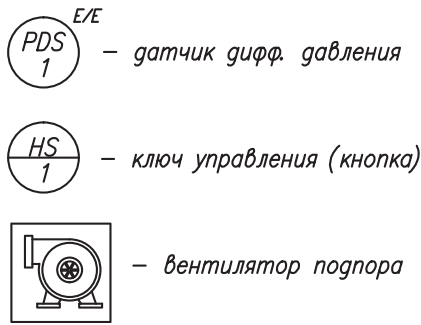 E/E
PDS
1
– датчик дифф. давления
HS
1
– ключ управления (кнопка)
– вентилятор подпора